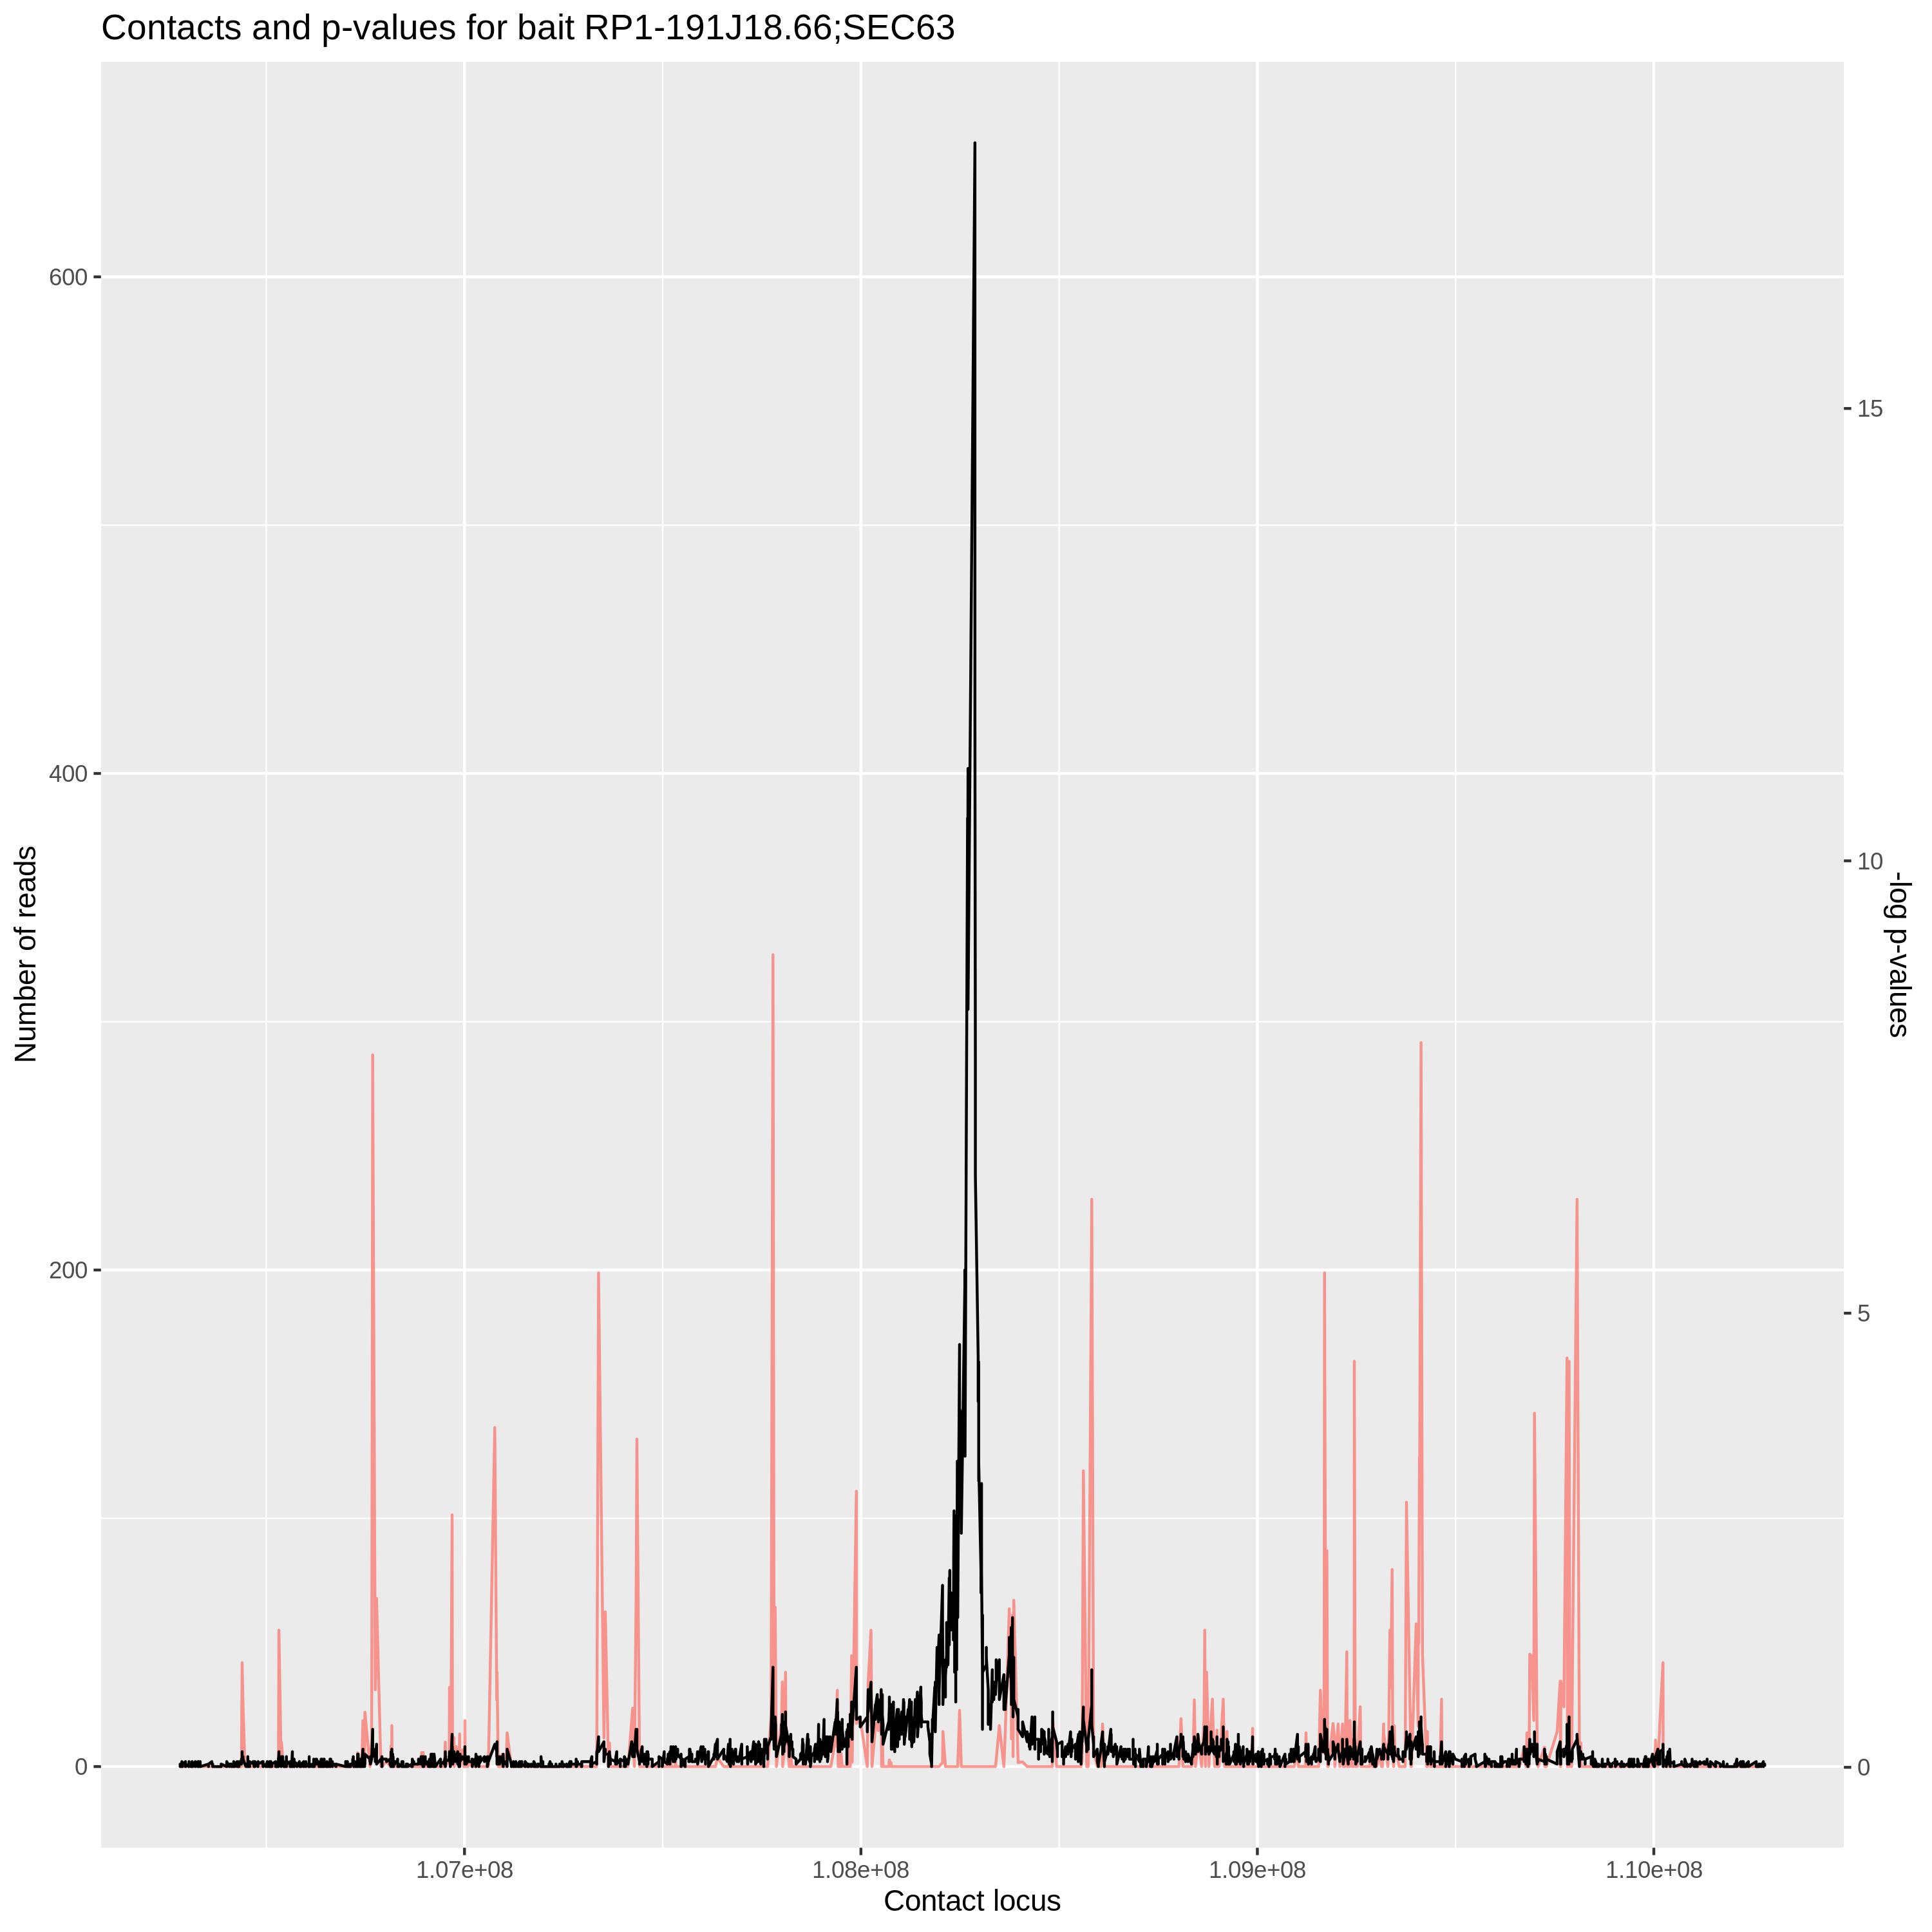 Contacts and p-values for bait RP1-191J18.66;SEC63
600
400
200
0
Number of reads
15
10
5
0
-log p-values
1.07e+08
1.08e+08
1.09e+08
1.10e+08
Contact locus